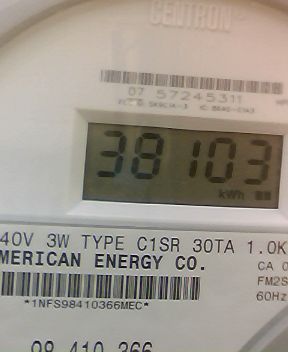 CENTRON
07 57245311
38103
kWh
40V 3W TYPE C1SR 30TA 1.0K
MERICAN ENERGY CO.
CA 0
FM2S
60Hz
*1NFS98410366MEC*
98 410 366